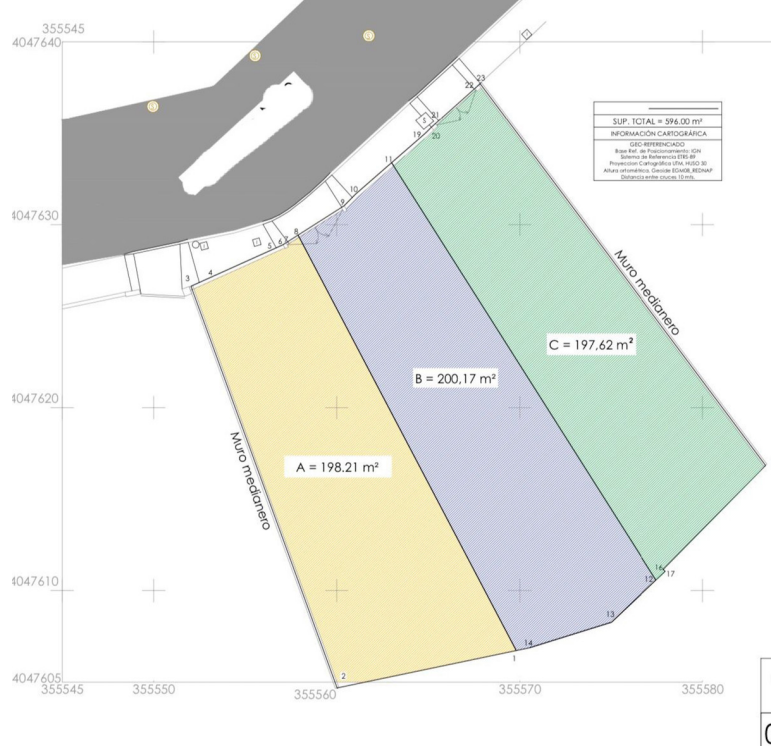 355545
4047640
23
22
21
20
19
SUP. TOTAL = 596.00 m²
INFORMACIÓN CARTOGRÁFICA
GEO-REFERENCIADO
Base Ref. de Posicionamiento: IGN
Sistema de Referencia ETRS 89
Proyeccion Cartográfica UTM, HUSO 30
Altura ortométrica. Geoide EGM08_REDNAP
Distancia entre cruces: 10 mts.
11
10
9
4047630
8
7
6
5
4
3
Muro medianero
C = 197,62 m²
B = 200,17 m²
4047620
Muro medianero
A = 198.21 m²
4047610
16
17
12
13
14
1
2
4047605
355545
355550
355560
355570
355580